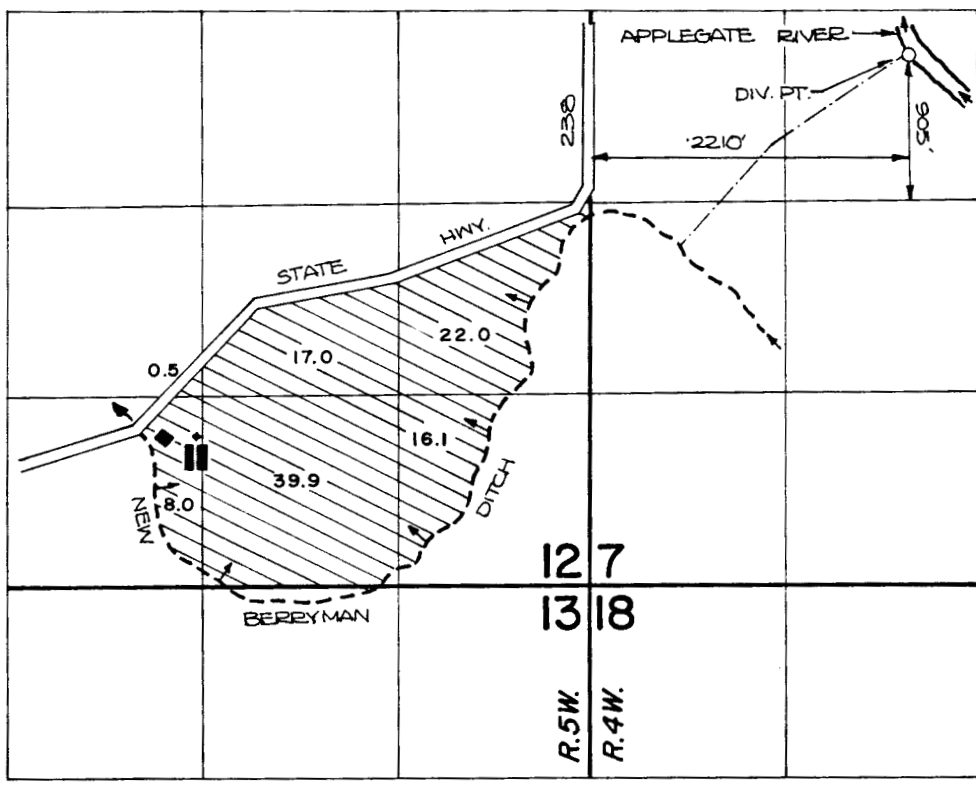 APPLEGATE RIVER
DIV. PT.
238
2210'
905'
HWY.
STATE
22.0
17.0
0.5
16.1
39.9
8.0
NEW
DITCH
BERRYMAN
12 7
13 18
R.5W.
R.4W.